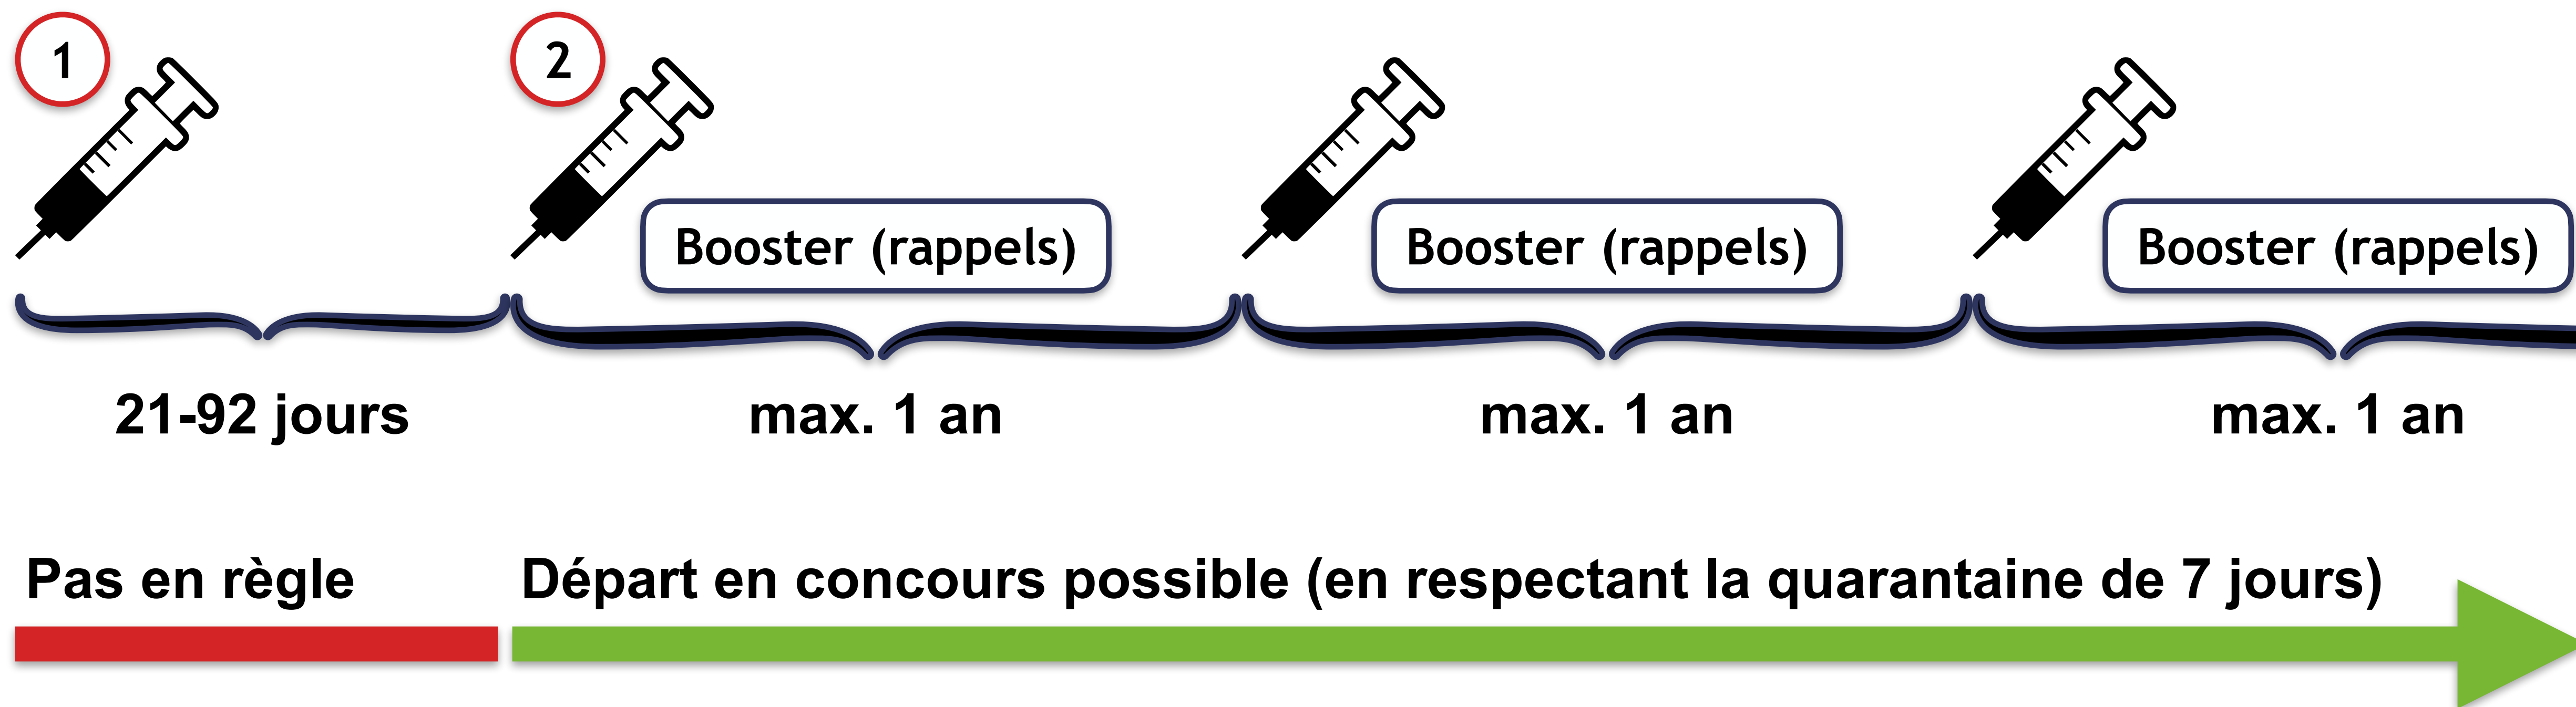 1
2
Booster (rappels)
Booster (rappels)
Booster (rappels)
21-92 jours
max. 1 an
max. 1 an
max. 1 an
Pas en règle
Départ en concours possible (en respectant la quarantaine de 7 jours)